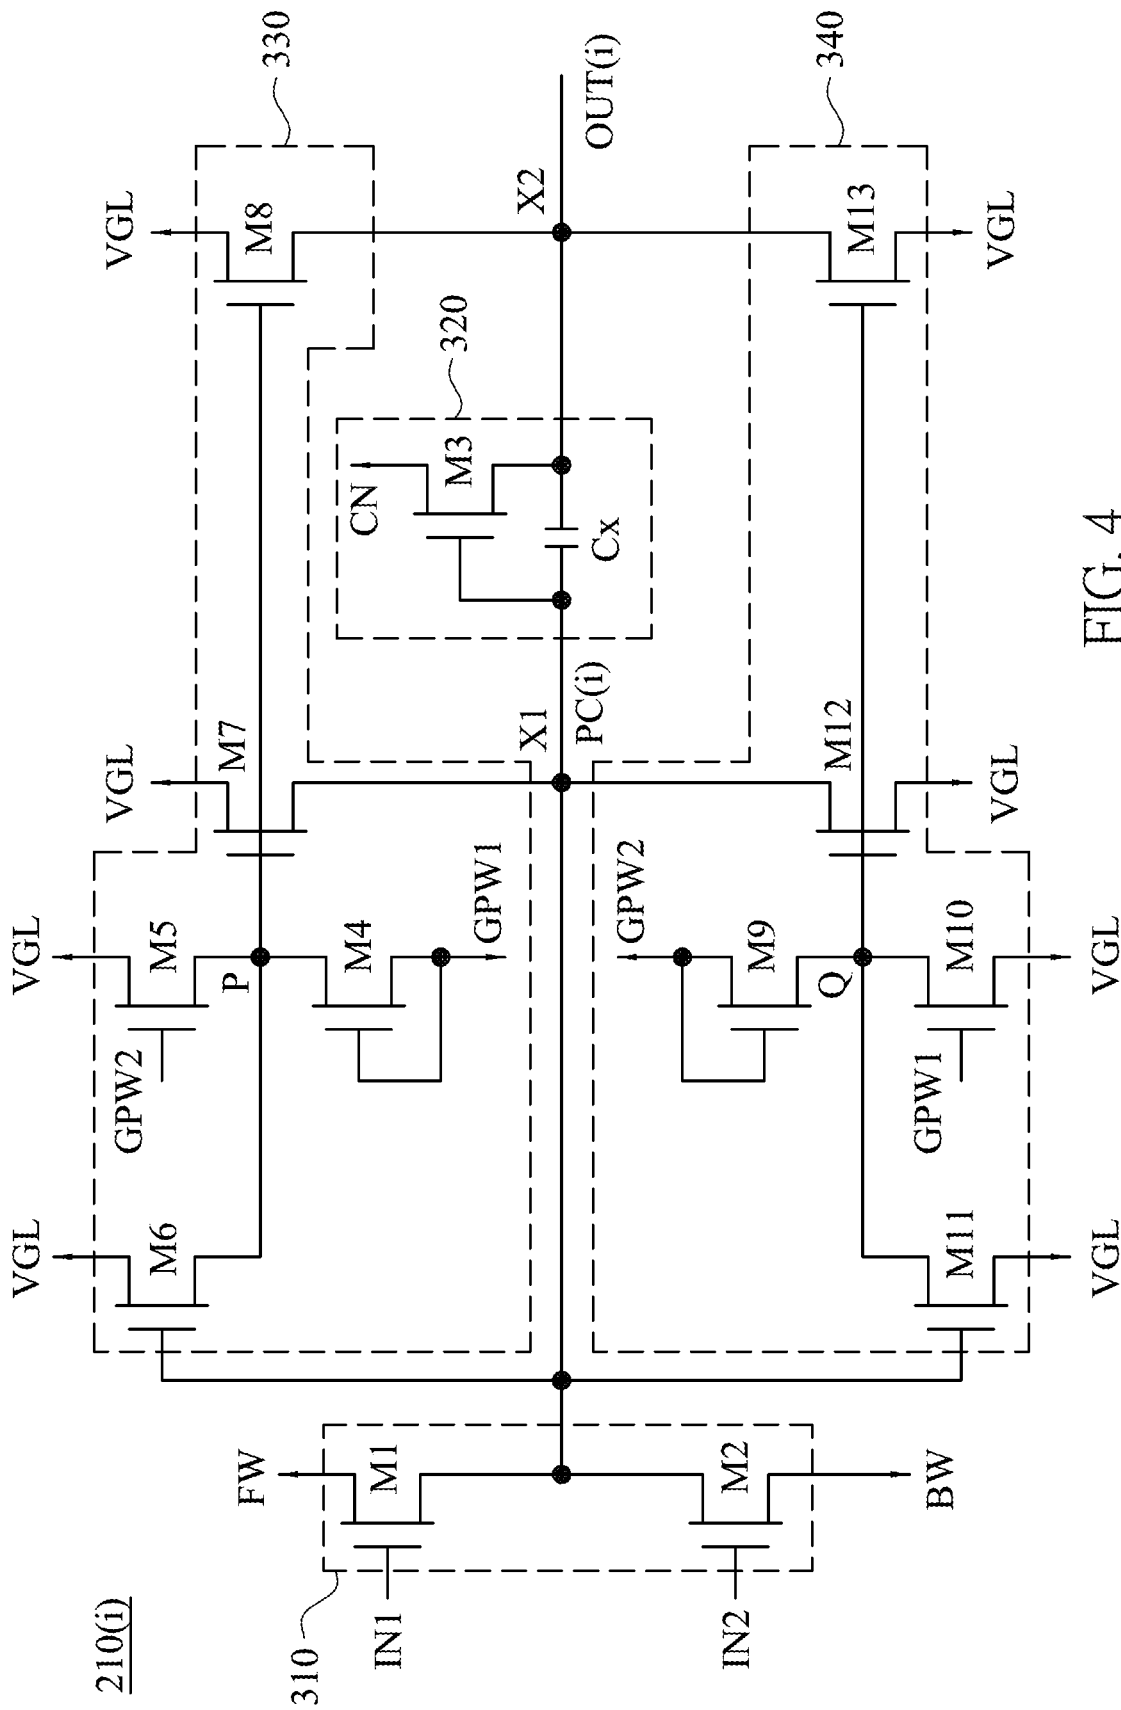 210(i)
VGL
VGL
VGL
VGL
330
M6
GPW2
M5
M7
M8
P
M4
GPW1
CN
M3
320
310
FW
IN1
M1
X1
PC(i)
Cx
X2
OUT(i)
IN2
M2
BW
GPW2
M9
Q
M12
M13
340
GPW1
M10
M11
VGL
VGL
VGL
VGL
FIG. 4